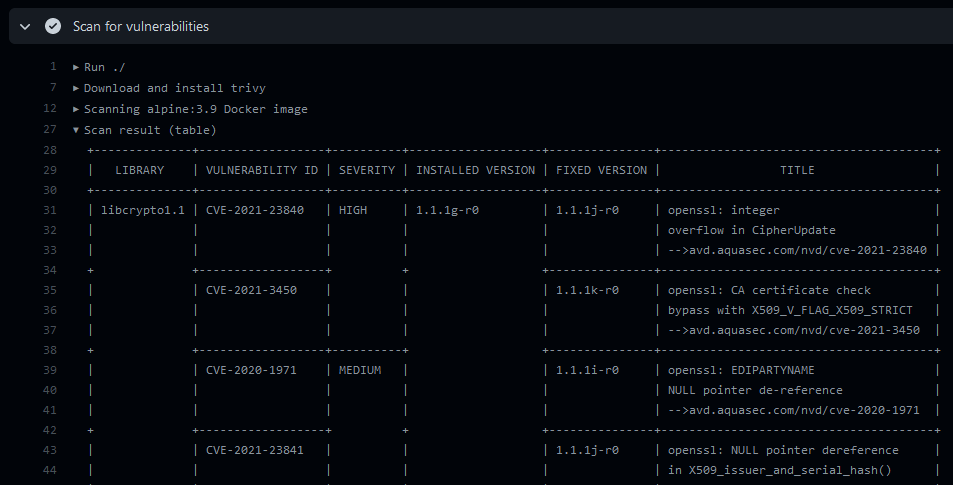 Scan for vulnerabilities
1 ▸ Run ./
7 ▸ Download and install trivy
12 ▸ Scanning alpine:3.9 Docker image
27 ▾ Scan result (table)
28 +--------------+-------------------+----------+-------------------+---------------+---------------------------------------+
29 |   LIBRARY    | VULNERABILITY ID  | SEVERITY | INSTALLED VERSION | FIXED VERSION |                 TITLE                 |
30 +--------------+-------------------+----------+-------------------+---------------+---------------------------------------+
31 | libcrypto1.1 | CVE-2021-23840    | HIGH     | 1.1.1g-r0         | 1.1.1j-r0     | openssl: integer                      |
32 |              |                   |          |                   |               | overflow in CipherUpdate              |
33 |              |                   |          |                   |               | -->avd.aquasec.com/nvd/cve-2021-23840 |
34 +              +-------------------+          +                   +---------------+---------------------------------------+
35 |              | CVE-2021-3450     |          |                   | 1.1.1k-r0     | openssl: CA certificate check         |
36 |              |                   |          |                   |               | bypass with X509_V_FLAG_X509_STRICT   |
37 |              |                   |          |                   |               | -->avd.aquasec.com/nvd/cve-2021-3450  |
38 +              +-------------------+----------+                   +---------------+---------------------------------------+
39 |              | CVE-2020-1971     | MEDIUM   |                   | 1.1.1i-r0     | openssl: EDIPARTYNAME                 |
40 |              |                   |          |                   |               | NULL pointer de-reference             |
41 |              |                   |          |                   |               | -->avd.aquasec.com/nvd/cve-2020-1971  |
42 +              +-------------------+          +                   +---------------+---------------------------------------+
43 |              | CVE-2021-23841    |          |                   | 1.1.1j-r0     | openssl: NULL pointer dereference     |
44 |              |                   |          |                   |               | in X509_issuer_and_serial_hash()      |